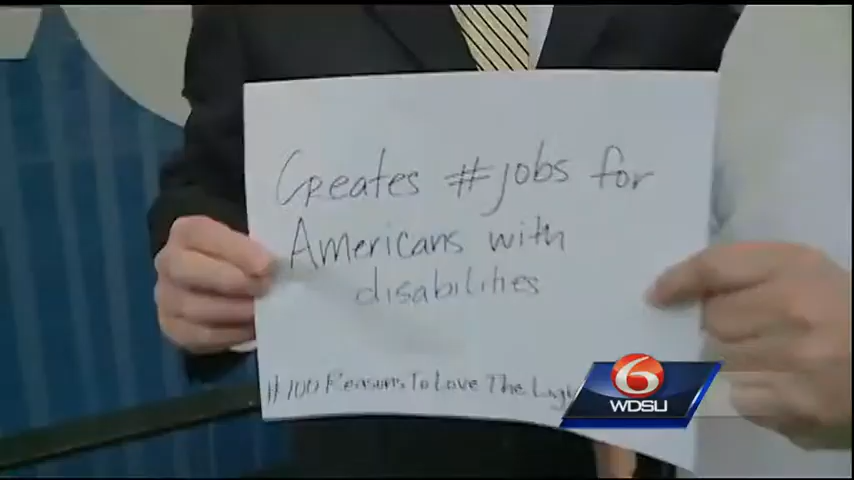 Creates #jobs for
Americans with
disabilities
#100 Reasons To Love The
6
WDSU